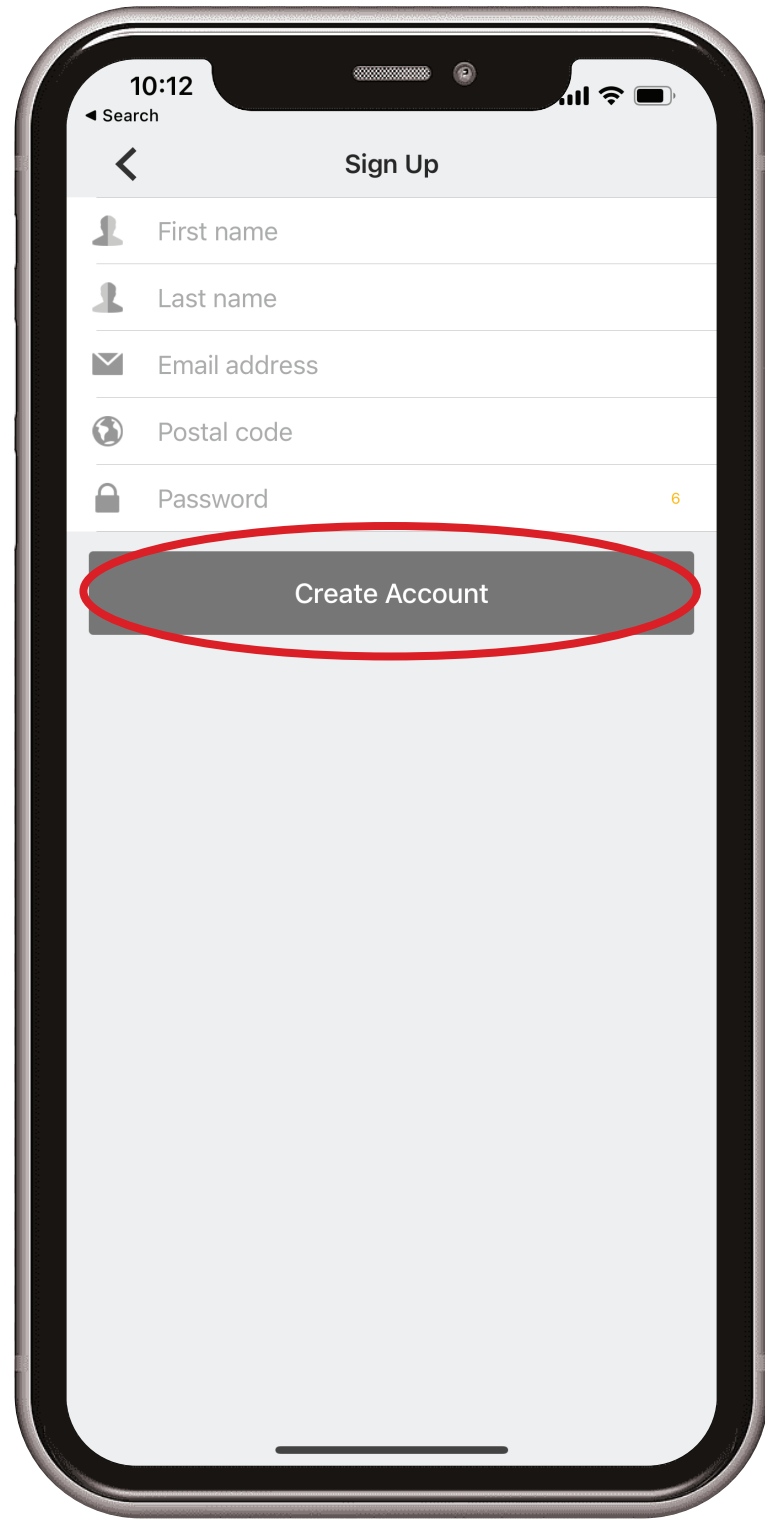 10:12
◀ Search
Sign Up
First name
Last name
Email address
Postal code
Password 6
Create Account